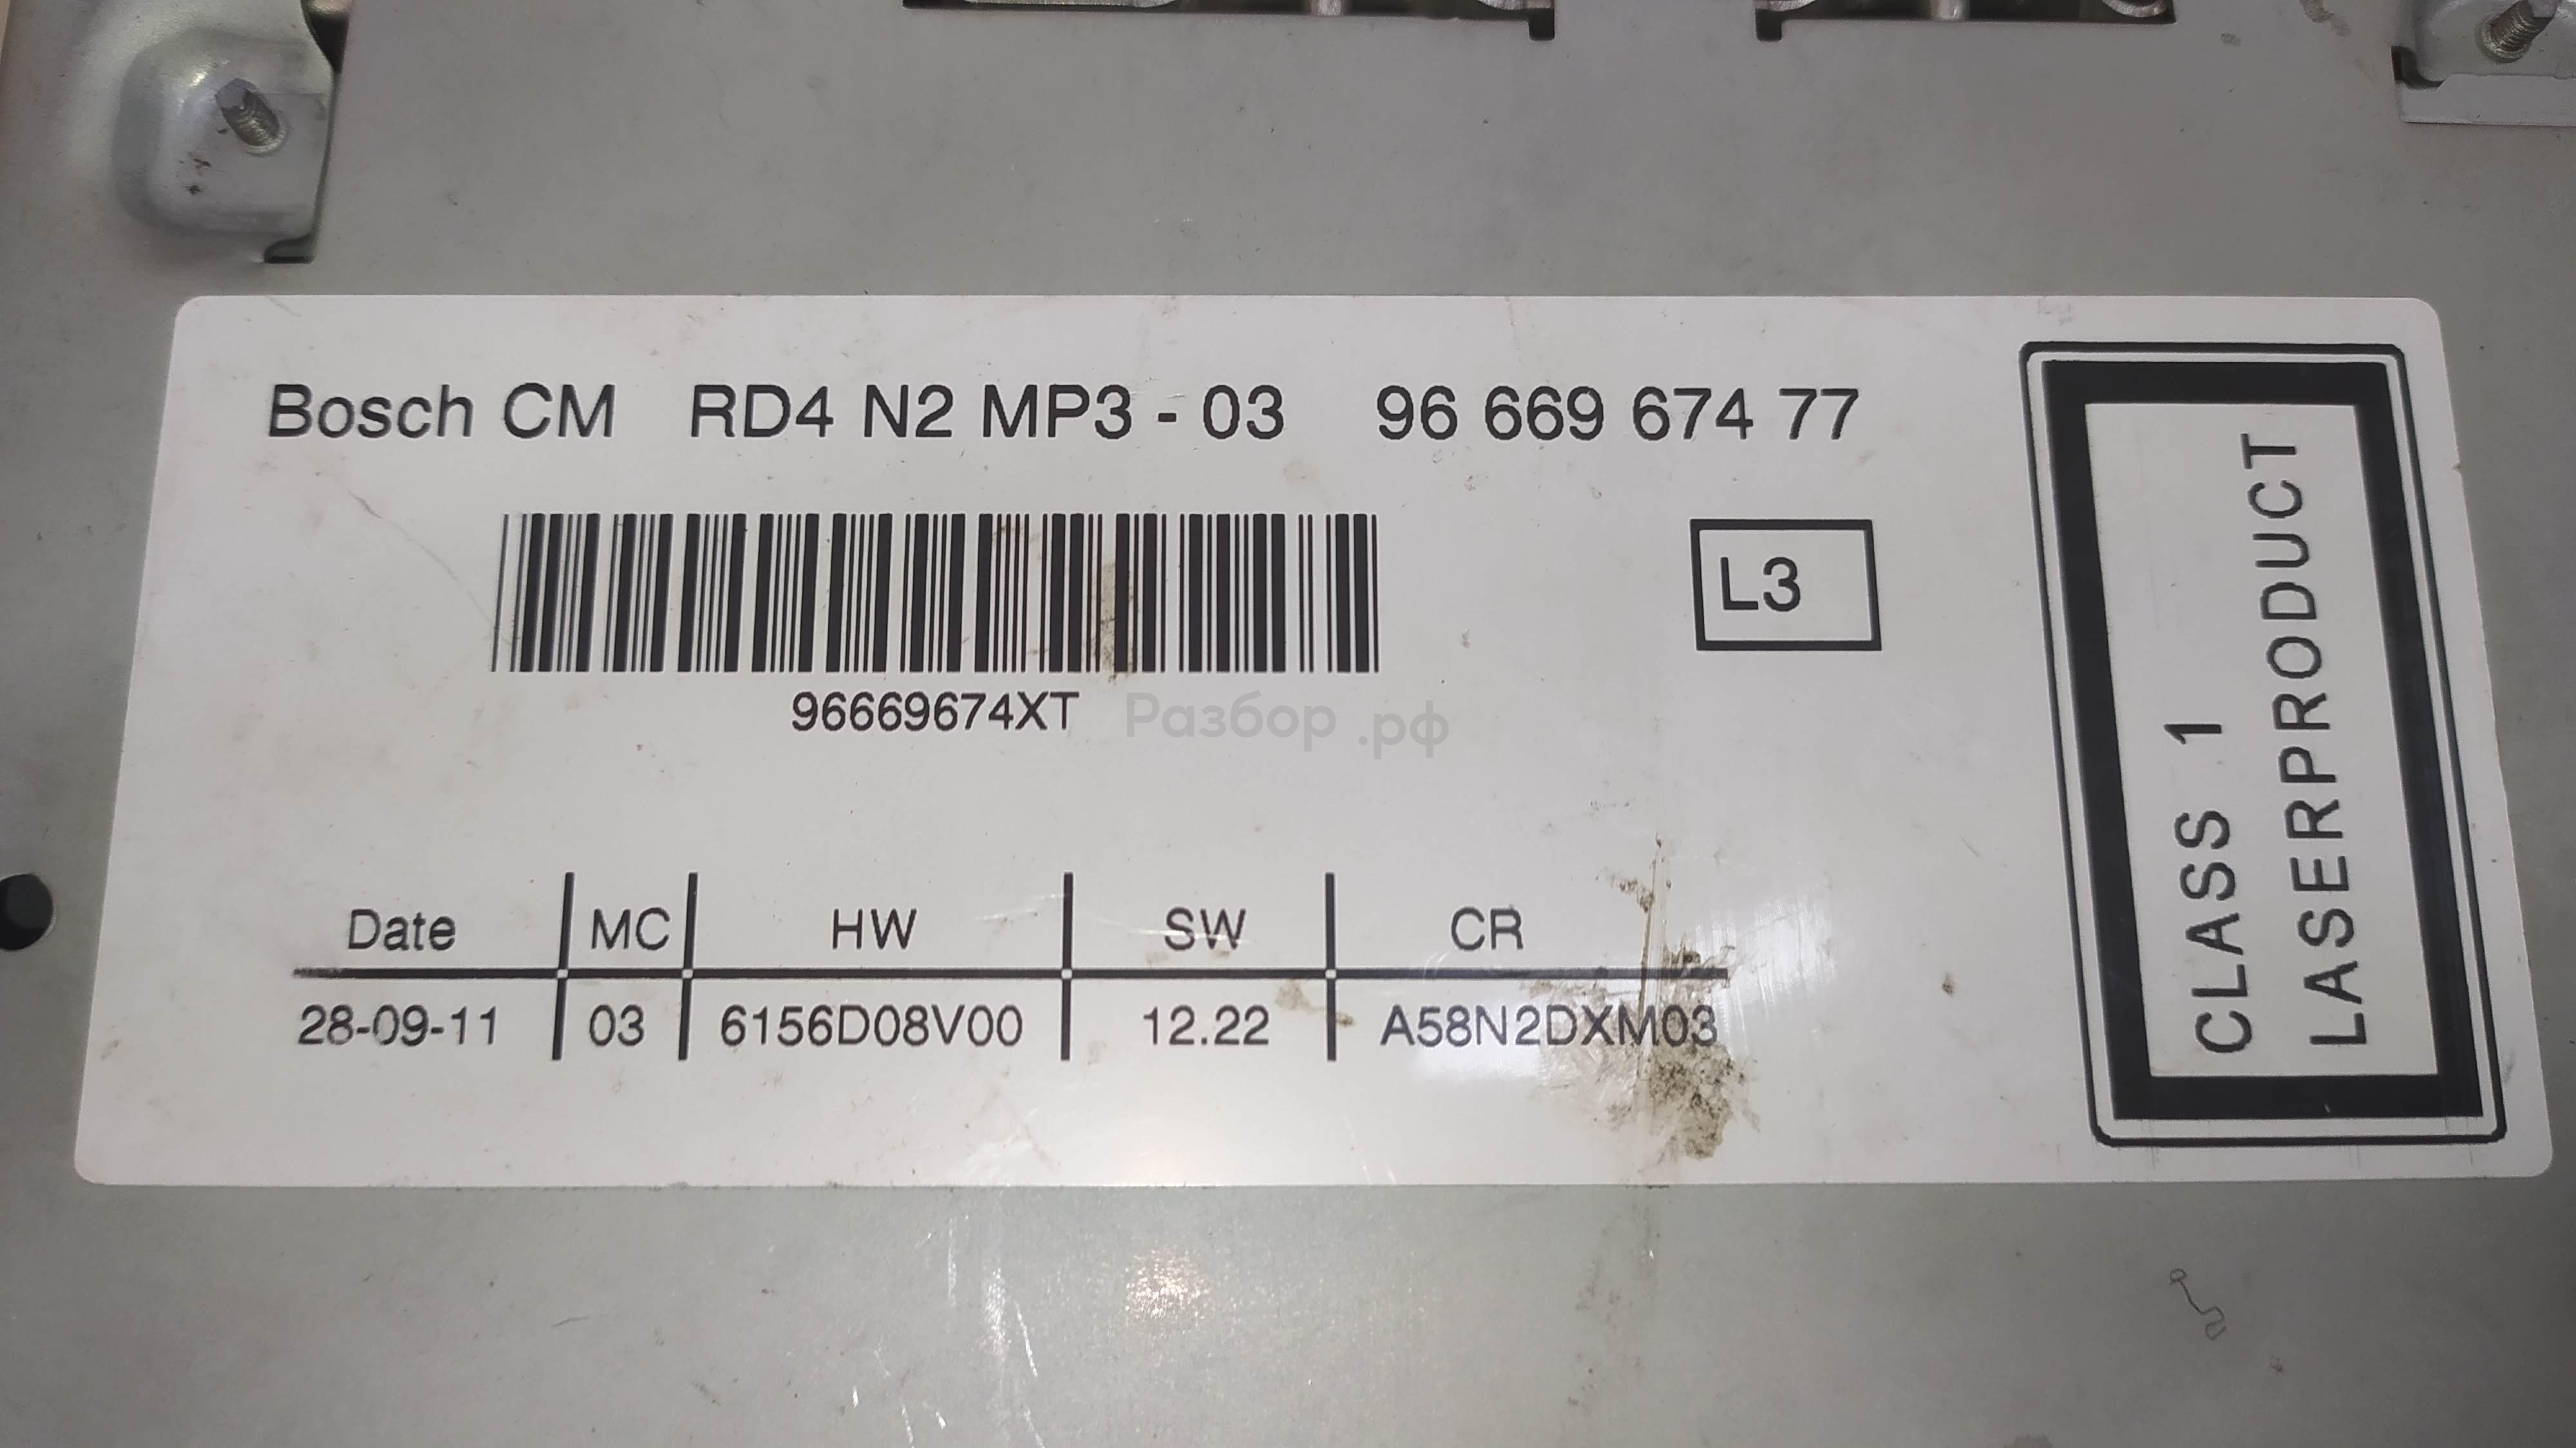 Bosch CM RD4 N2 MP3 - 03 96 669 674 77
L3
96669674XT
Разбор.рф
Date MC HW SW CR
28-09-11 03 6156D08V00 12.22 A58N2DXM03
CLASS 1
LASERPRODUCT